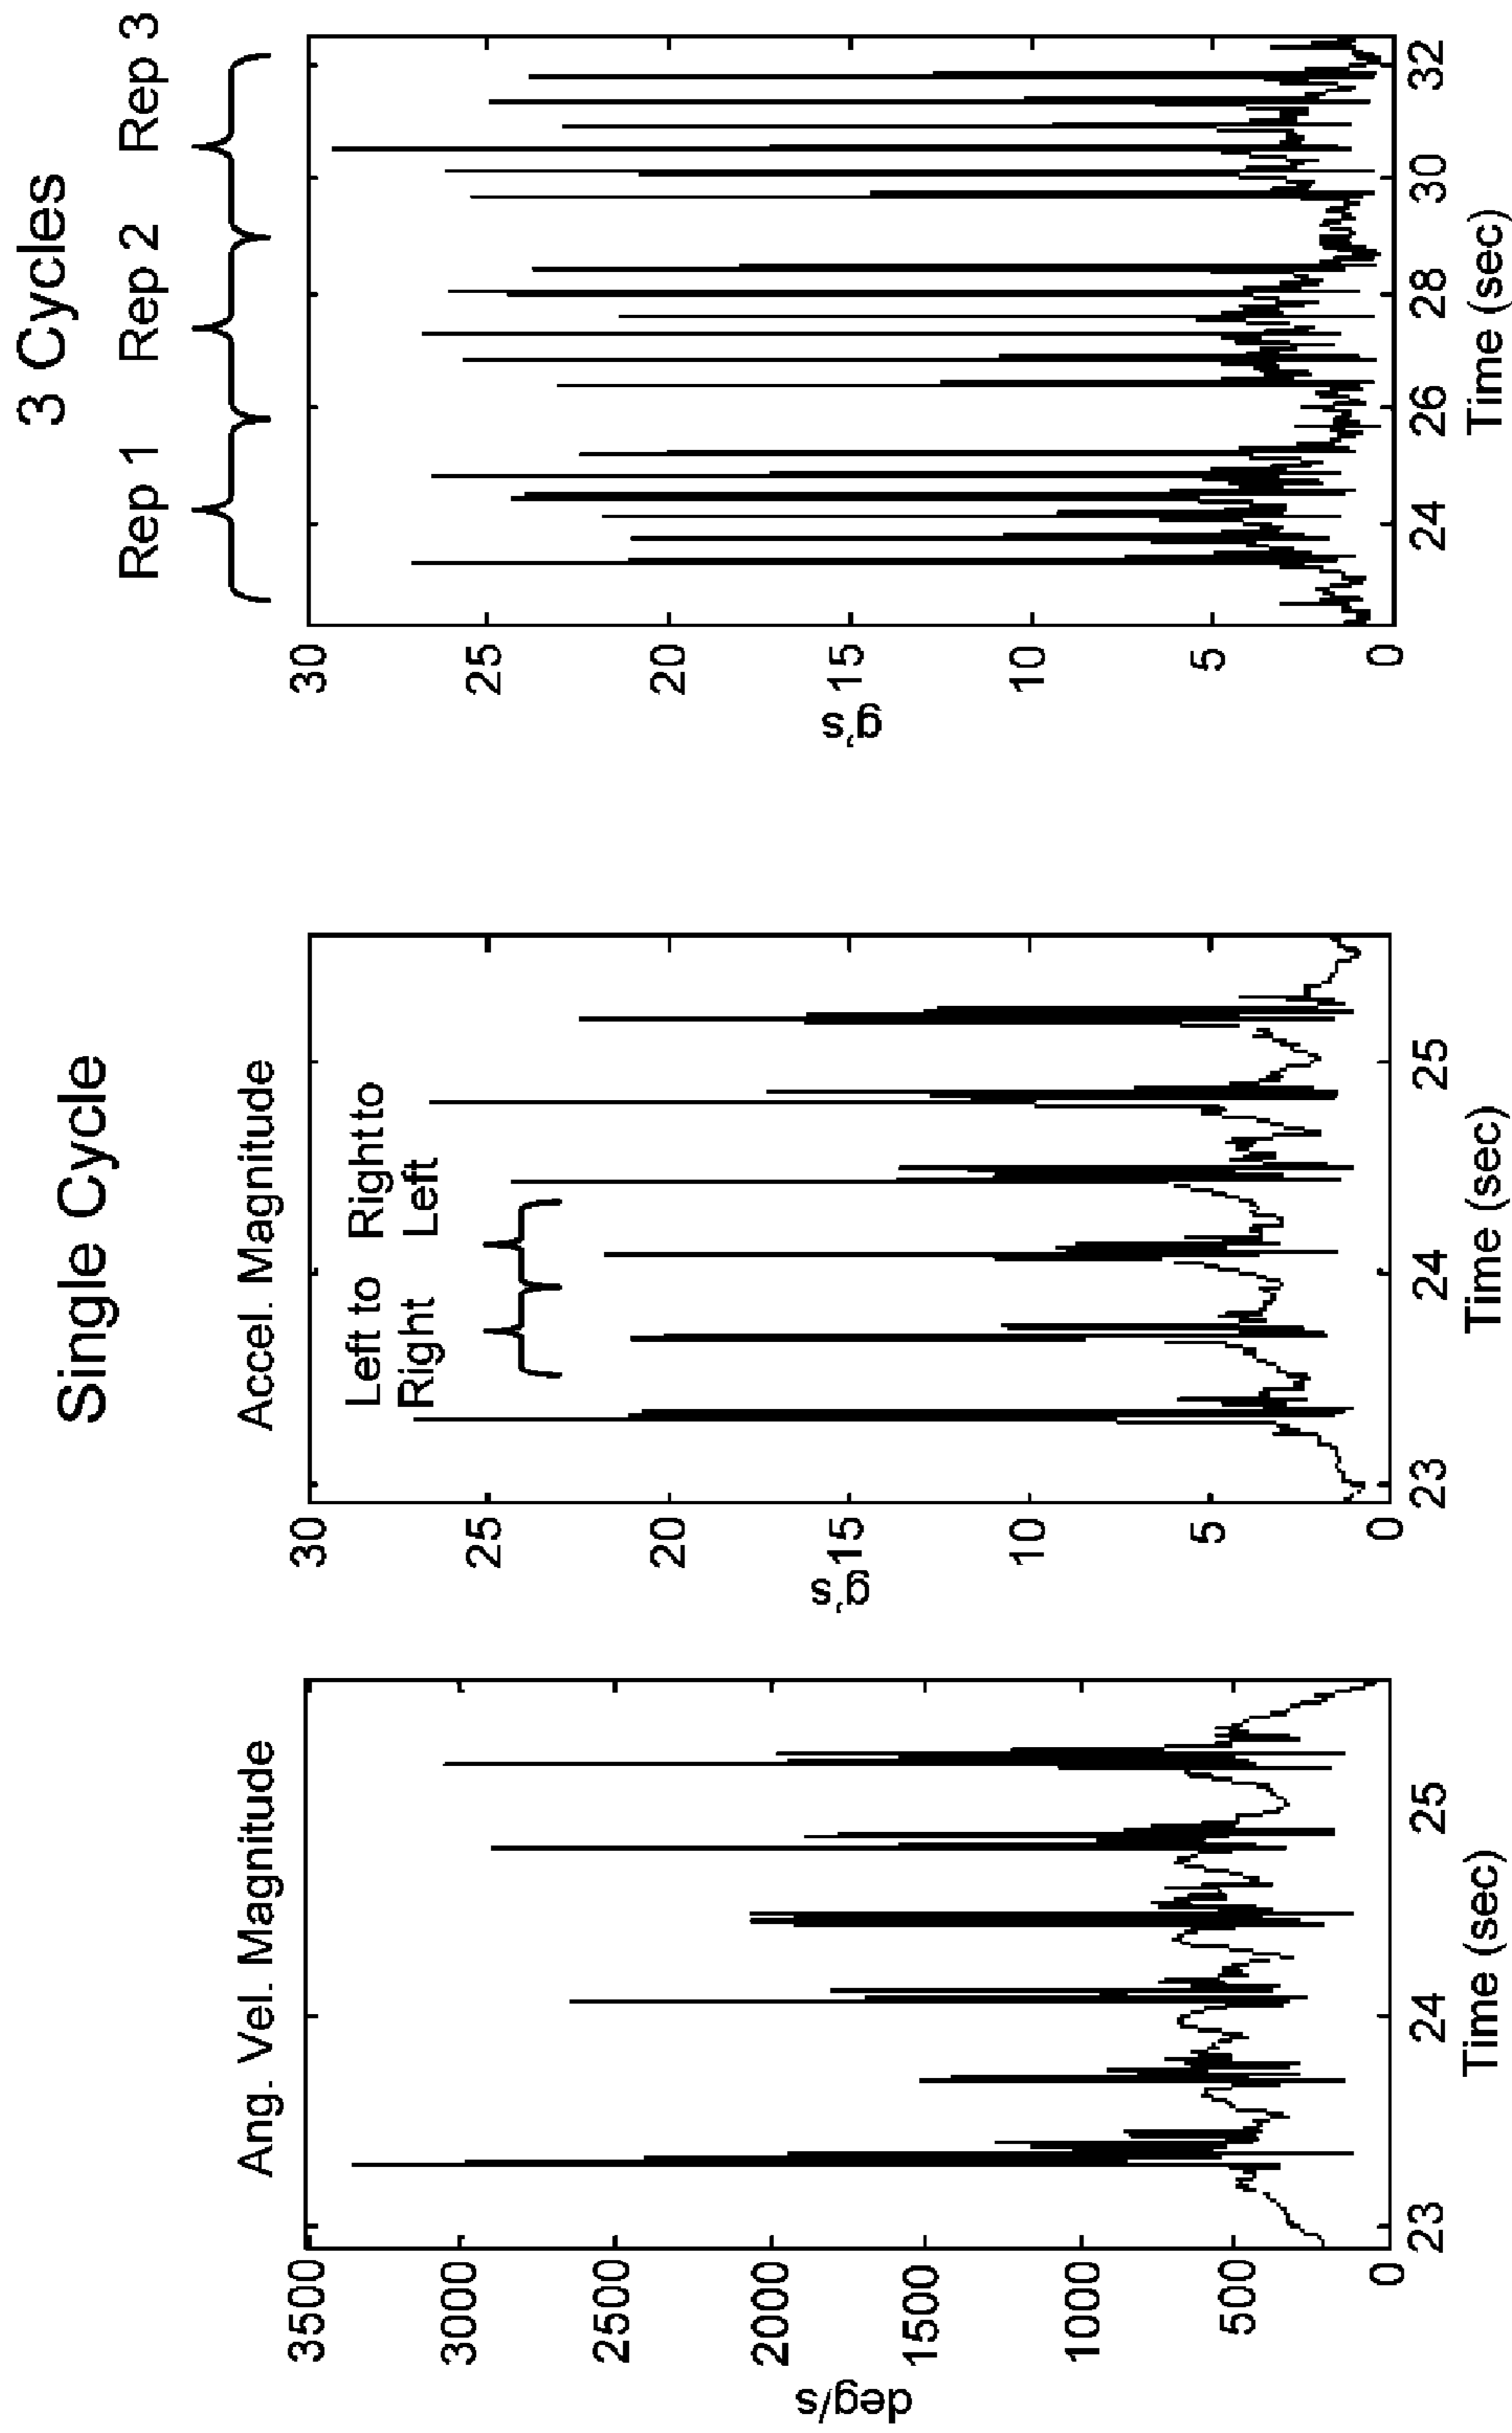 Single Cycle
3 Cycles
Ang. Vel. Magnitude
3500
3000
2500
2000
1500
1000
500
0
deg/s
23
24
25
Time (sec)
Accel. Magnitude
Left to
Right
Rightto
Left
30
25
20
15
10
5
0
g's
23
24
25
Time (sec)
Rep 1
Rep 2
Rep 3
30
25
20
15
10
5
0
g's
24
26
28
30
32
Time (sec)